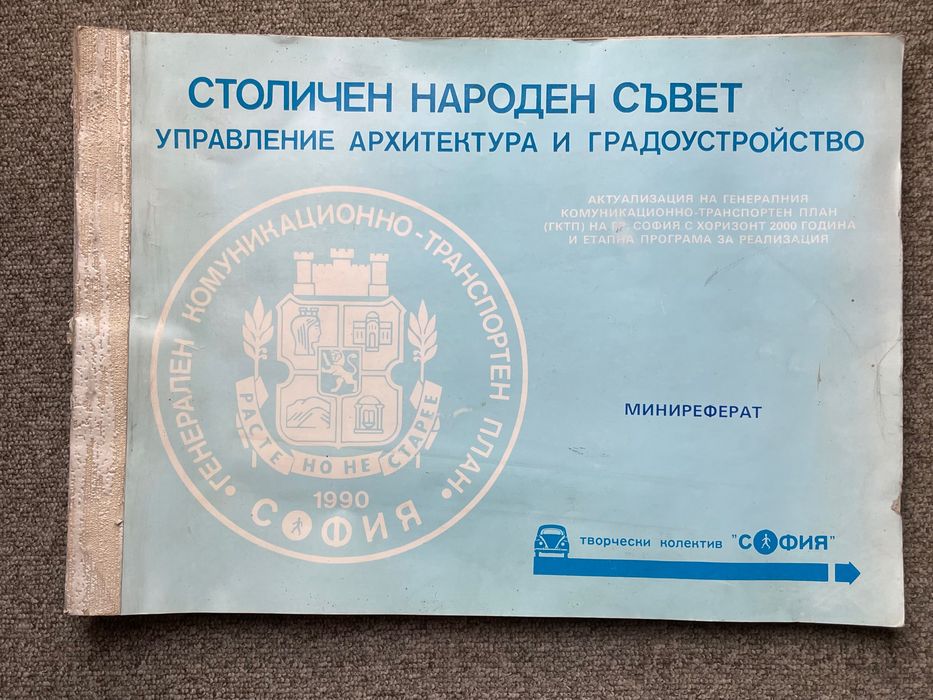 СТОЛИЧЕН НАРОДЕН СЪВЕТ
УПРАВЛЕНИЕ АРХИТЕКТУРА И ГРАДОУСТРОЙСТВО
АКТУАЛИЗАЦИЯ НА ГЕНЕРАЛНИЯ
КОМУНИКАЦИОННО-ТРАНСПОРТЕН ПЛАН
(ГКТП) НА ГР. СОФИЯ С ХОРИЗОНТ 2000 ГОДИНА
И ЕТАПНА ПРОГРАМА ЗА РЕАЛИЗАЦИЯ
ГЕНЕРАЛЕН КОМУНИКАЦИОННО-ТРАНСПОРТЕН ПЛАН
РАСТЕ НО НЕ СТАРЕЕ
1990
СОФИЯ
МИНИРЕФЕРАТ
творчески колектив "СОФИЯ"